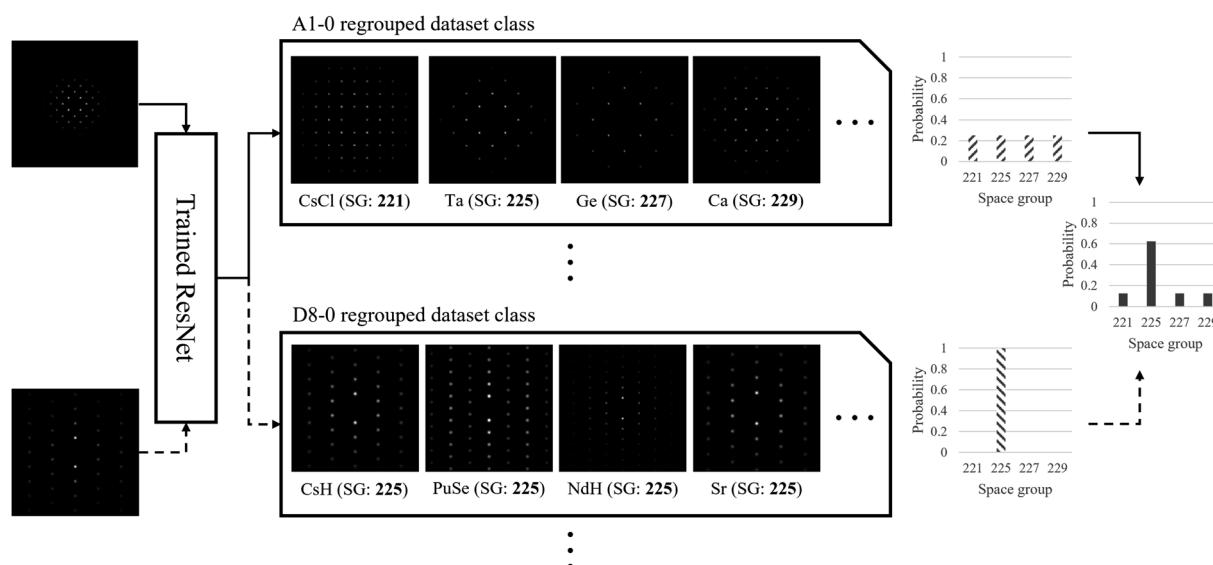 A1-0 regrouped dataset class
CsCl (SG: 221)
Ta (SG: 225)
Ge (SG: 227)
Ca (SG: 229)
Trained ResNet
D8-0 regrouped dataset class
CsH (SG: 225)
PuSe (SG: 225)
NdH (SG: 225)
Sr (SG: 225)
Probability
1
0.8
0.6
0.4
0.2
0
221 225 227 229
Space group
Probability
1
0.8
0.6
0.4
0.2
0
221 225 227 229
Space group
Probability
1
0.8
0.6
0.4
0.2
0
221 225 227 229
Space group